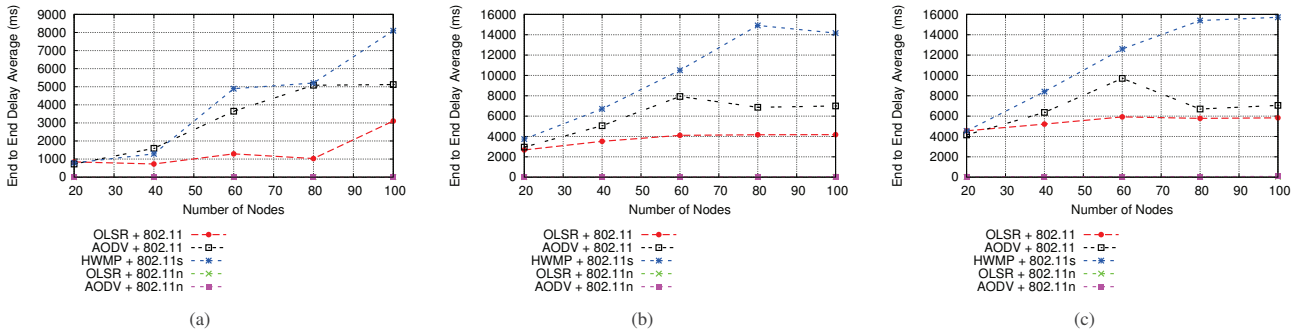 End to End Delay Average (ms)
9000
8000
7000
6000
5000
4000
3000
2000
1000
0
20 30 40 50 60 70 80 90 100
Number of Nodes
OLSR + 802.11
AODV + 802.11
HWMP + 802.11s
OLSR + 802.11n
AODV + 802.11n
(a)
End to End Delay Average (ms)
16000
14000
12000
10000
8000
6000
4000
2000
0
20 30 40 50 60 70 80 90 100
Number of Nodes
OLSR + 802.11
AODV + 802.11
HWMP + 802.11s
OLSR + 802.11n
AODV + 802.11n
(b)
End to End Delay Average (ms)
16000
14000
12000
10000
8000
6000
4000
2000
0
20 30 40 50 60 70 80 90 100
Number of Nodes
OLSR + 802.11
AODV + 802.11
HWMP + 802.11s
OLSR + 802.11n
AODV + 802.11n
(c)